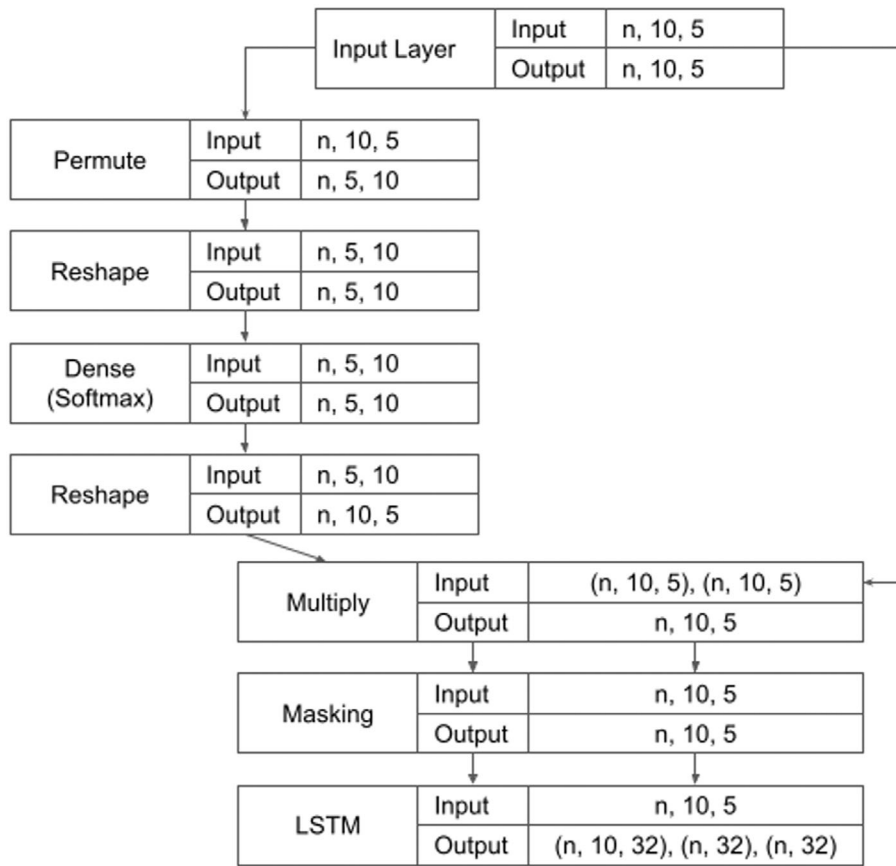 Input Layer
Input n, 10, 5
Output n, 10, 5
Permute
Input n, 10, 5
Output n, 5, 10
Reshape
Input n, 5, 10
Output n, 5, 10
Dense
(Softmax)
Input n, 5, 10
Output n, 5, 10
Reshape
Input n, 5, 10
Output n, 10, 5
Multiply
Input (n, 10, 5), (n, 10, 5)
Output n, 10, 5
Masking
Input n, 10, 5
Output n, 10, 5
LSTM
Input n, 10, 5
Output (n, 10, 32), (n, 32), (n, 32)